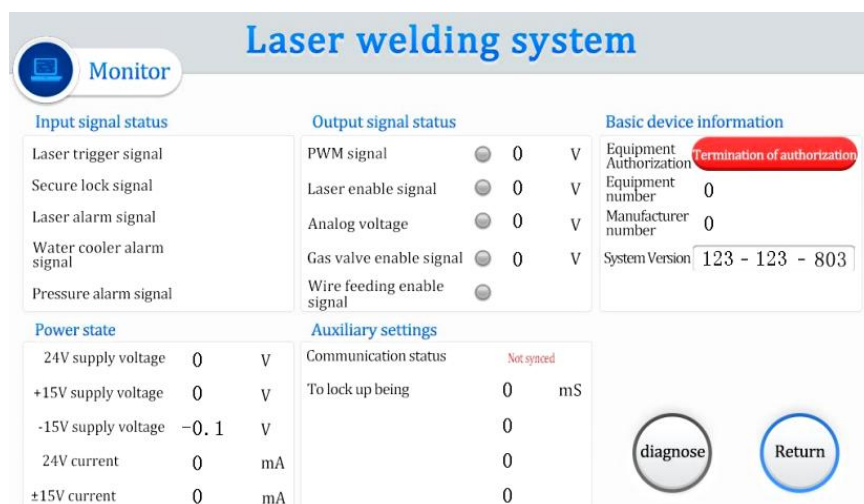 Laser welding system
Monitor
Input signal status
Laser trigger signal
Secure lock signal
Laser alarm signal
Water cooler alarm
signal
Pressure alarm signal
Output signal status
PWM signal 0 V
Laser enable signal 0 V
Analog voltage 0 V
Gas valve enable signal 0 V
Wire feeding enable
signal
Basic device information
Equipment
Authorization
Termination of authorization
Equipment
number 0
Manufacturer
number 0
System Version 123 - 123 - 803
Power state
24V supply voltage 0 V
+15V supply voltage 0 V
-15V supply voltage -0.1 V
24V current 0 mA
±15V current 0 mA
Auxiliary settings
Communication status Not synced
To lock up being 0 mS
0
0
0
diagnose
Return